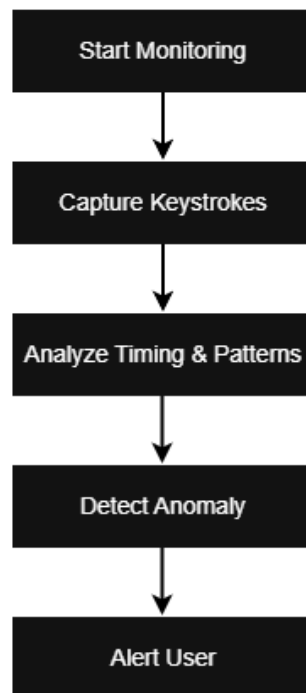 Start Monitoring
Capture Keystrokes
Analyze Timing & Patterns
Detect Anomaly
Alert User